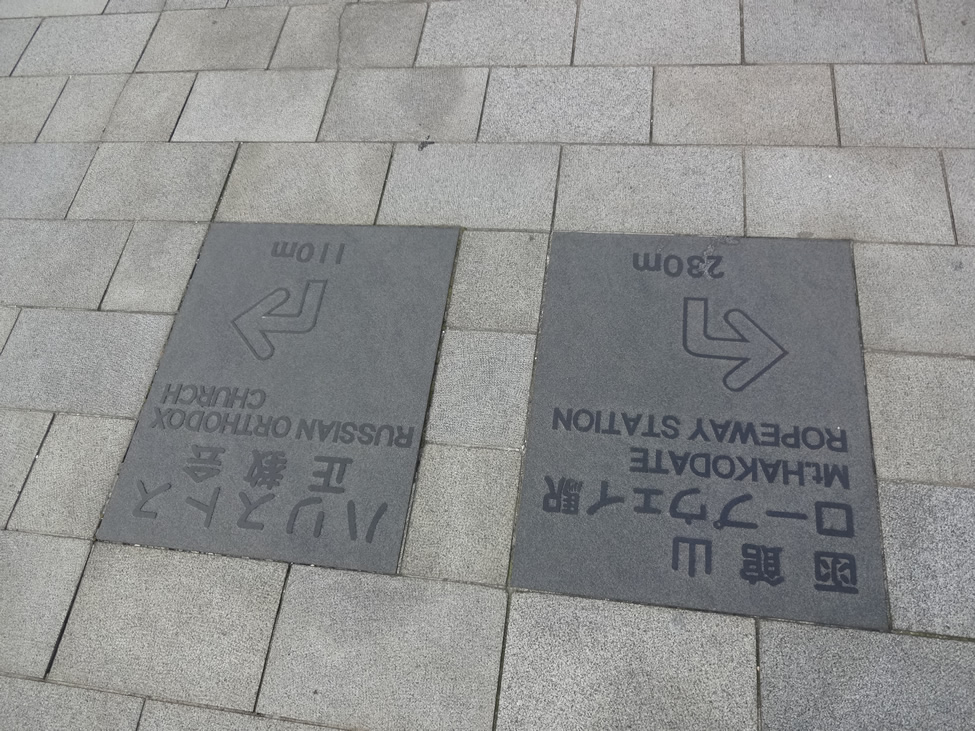 函館山
ロープウェイ駅
Mt.HAKODATE
ROPEWAY STATION
230m
ハリストス
正教会
RUSSIAN ORTHODOX
CHURCH
110m